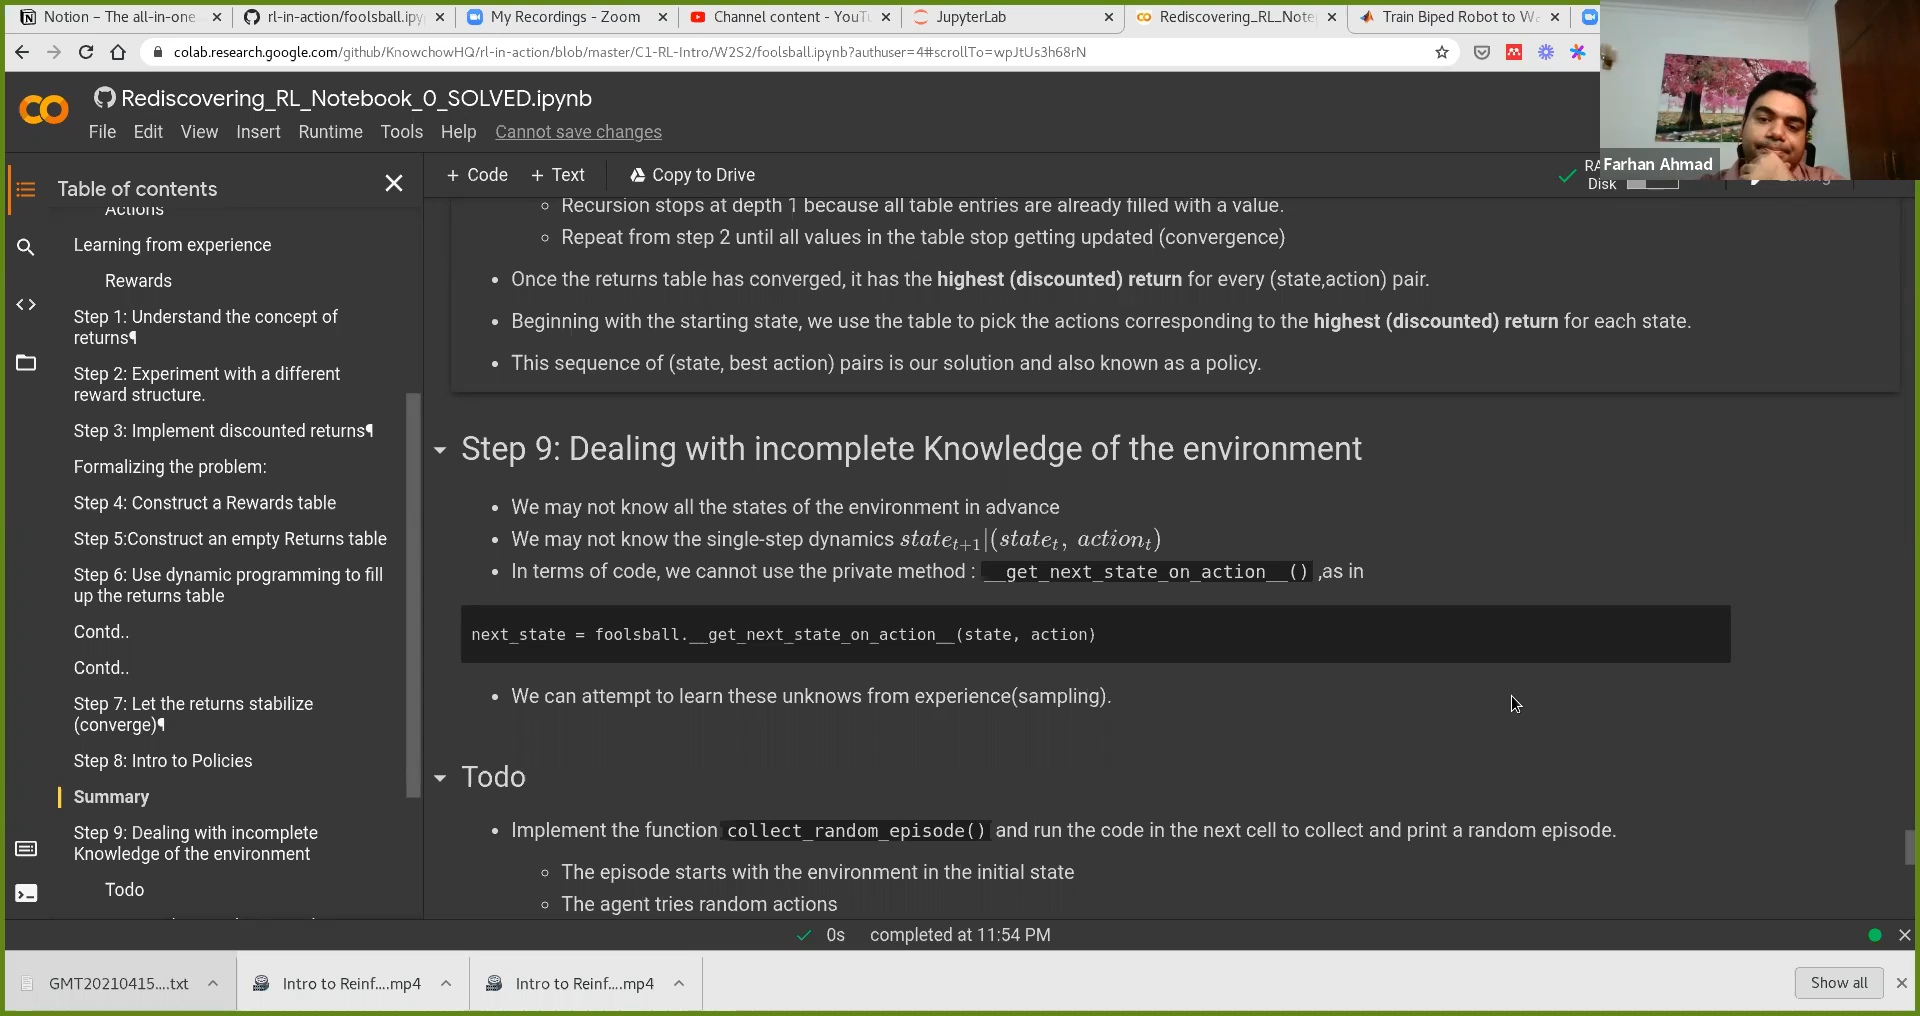 Notion – The all-in-one
rl-in-action/foolsball.ipy
My Recordings - Zoom
Channel content - YouTu
JupyterLab
Rediscovering_RL_Note
Train Biped Robot to Wa
colab.research.google.com/github/KnowchowHQ/rl-in-action/blob/master/C1-RL-Intro/W2S2/foolsball.ipynb?authuser=4#scrollTo=wpJtUs3h68rN
Rediscovering_RL_Notebook_0_SOLVED.ipynb
File Edit View Insert Runtime Tools Help Cannot save changes
Farhan Ahmad
+ Code + Text Copy to Drive
RA
Disk
Table of contents
Actions
Learning from experience
Rewards
Step 1: Understand the concept of
returns¶
Step 2: Experiment with a different
reward structure.
Step 3: Implement discounted returns¶
Formalizing the problem:
Step 4: Construct a Rewards table
Step 5:Construct an empty Returns table
Step 6: Use dynamic programming to fill
up the returns table
Contd..
Contd..
Step 7: Let the returns stabilize
(converge)¶
Step 8: Intro to Policies
Summary
Step 9: Dealing with incomplete
Knowledge of the environment
Todo
Recursion stops at depth 1 because all table entries are already filled with a value.
Repeat from step 2 until all values in the table stop getting updated (convergence)
Once the returns table has converged, it has the highest (discounted) return for every (state,action) pair.
Beginning with the starting state, we use the table to pick the actions corresponding to the highest (discounted) return for each state.
This sequence of (state, best action) pairs is our solution and also known as a policy.
Step 9: Dealing with incomplete Knowledge of the environment
We may not know all the states of the environment in advance
We may not know the single-step dynamics state_{t+1}|(state_t, action_t)
In terms of code, we cannot use the private method : __get_next_state_on_action__() ,as in
next_state = foolsball.__get_next_state_on_action__(state, action)
We can attempt to learn these unknows from experience(sampling).
Todo
Implement the function collect_random_episode() and run the code in the next cell to collect and print a random episode.
The episode starts with the environment in the initial state
The agent tries random actions
0s completed at 11:54 PM
GMT20210415....txt
Intro to Reinf....mp4
Intro to Reinf....mp4
Show all